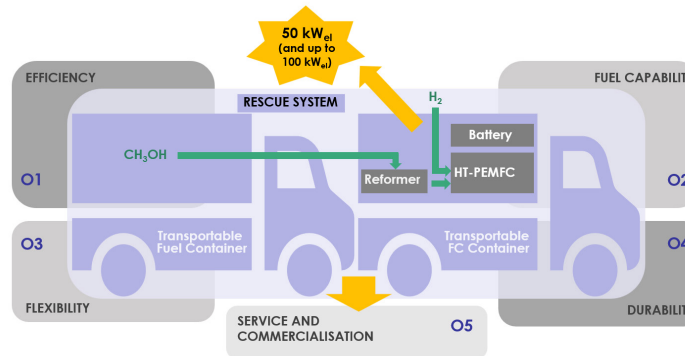 50 kWel
(and up to
100 kWel)
EFFICIENCY
FUEL CAPABILIT
RESCUE SYSTEM
H2
Battery
CH3OH
HT-PEMFC
Reformer
O1
O2
O3
O4
Transportable
Fuel Container
Transportable
FC Container
FLEXIBILITY
DURABILIT
SERVICE AND
COMMERCIALISATION
O5